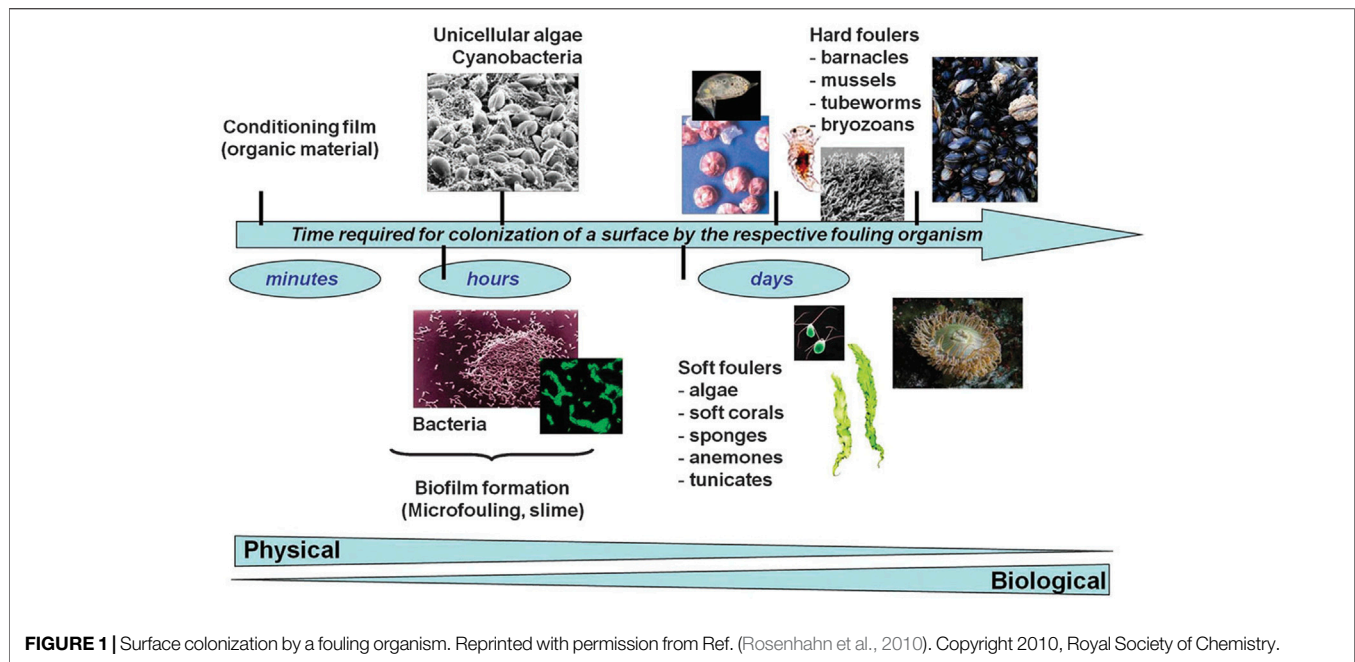 Unicellular algae
Cyanobacteria
Hard foulers
- barnacles
- mussels
- tubeworms
- bryozoans
Conditioning film
(organic material)
Time required for colonization of a surface by the respective fouling organism
minutes
hours
days
Bacteria
Biofilm formation
(Microfouling, slime)
Soft foulers
- algae
- soft corals
- sponges
- anemones
- tunicates
Physical
Biological
FIGURE 1 | Surface colonization by a fouling organism. Reprinted with permission from Ref. (Rosenhahn et al., 2010). Copyright 2010, Royal Society of Chemistry.